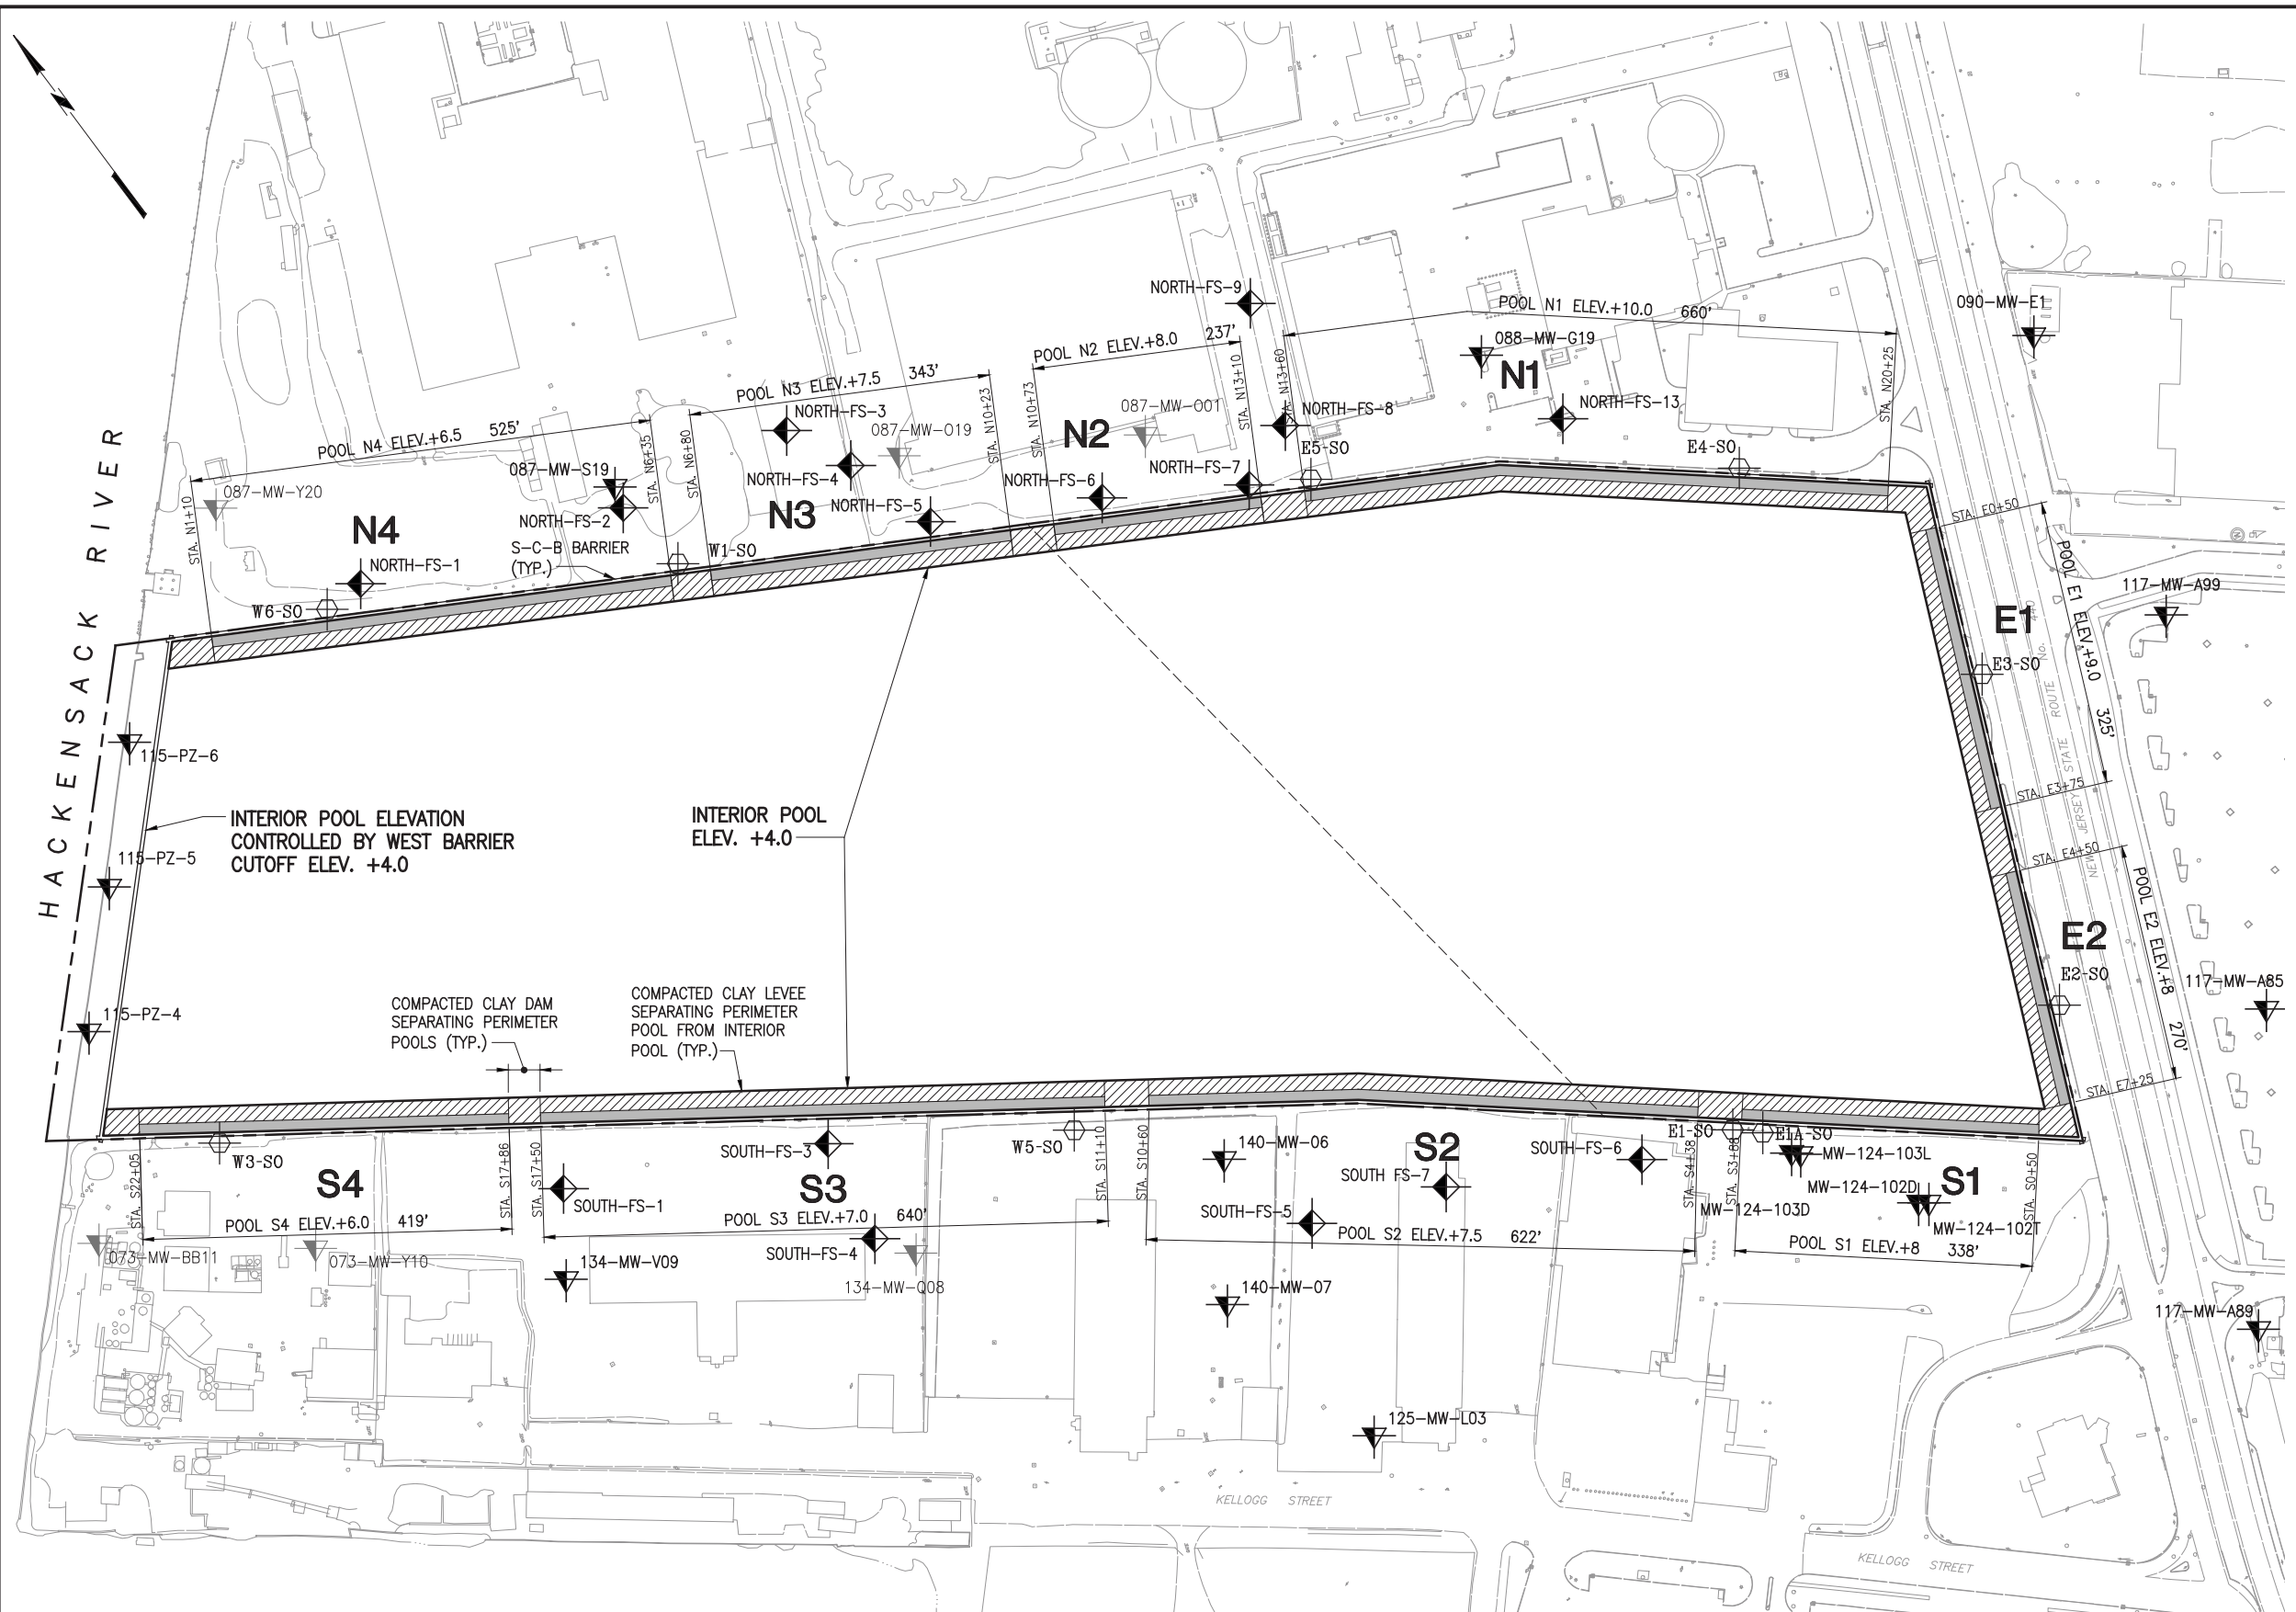 HACKENSACK RIVER
NORTH-FS-9
POOL N1 ELEV.+10.0 660'
090-MW-E1
POOL N2 ELEV.+8.0 237'
088-MW-G19
N1
POOL N3 ELEV.+7.5 343'
STA. N10+23
STA. N10+73
STA. N13+10
STA. N13+60
STA. N20+25
NORTH-FS-3
087-MW-O19
087-MW-O01
NORTH-FS-8
NORTH-FS-13
POOL N4 ELEV.+6.5 525'
STA. N6+35
STA. N6+80
N2
E5-SO
E4-SO
087-MW-S19
NORTH-FS-4
NORTH-FS-6
NORTH-FS-7
087-MW-Y20
STA. N1+10
NORTH-FS-5
N4
NORTH-FS-2
N3
STA. E0+50
S-C-B BARRIER
(TYP.)
W1-SO
NORTH-FS-1
W6-SO
POOL E1 ELEV.+9.0 325'
117-MW-A99
E1
E3-SO
NEW JERSEY STATE ROUTE No. 440
115-PZ-6
STA. E3+75
INTERIOR POOL ELEVATION
CONTROLLED BY WEST BARRIER
CUTOFF ELEV. +4.0
INTERIOR POOL
ELEV. +4.0
115-PZ-5
STA. E4+50
POOL E2 ELEV.+8 270'
E2
E2-SO
117-MW-A85
115-PZ-4
COMPACTED CLAY DAM
SEPARATING PERIMETER
POOLS (TYP.)
COMPACTED CLAY LEVEE
SEPARATING PERIMETER
POOL FROM INTERIOR
POOL (TYP.)
STA. E7+25
W3-SO
SOUTH-FS-3
W5-SO
140-MW-06
S2
SOUTH-FS-6
E1-SO
E1A-SO
MW-124-103L
STA. S22+05
S4
STA. S17+86
STA. S17+50
SOUTH-FS-1
S3
STA. S11+10
STA. S10+60
SOUTH FS-7
STA. S4+38
STA. S3+88
MW-124-102D
S1
STA. S0+50
POOL S4 ELEV.+6.0 419'
POOL S3 ELEV.+7.0 640'
SOUTH-FS-5
MW-124-103D
MW-124-102T
073-MW-BB11
073-MW-Y10
134-MW-V09
SOUTH-FS-4
134-MW-Q08
POOL S2 ELEV.+7.5 622'
POOL S1 ELEV.+8 338'
140-MW-07
117-MW-A89
125-MW-L03
KELLOGG STREET
KELLOGG STREET